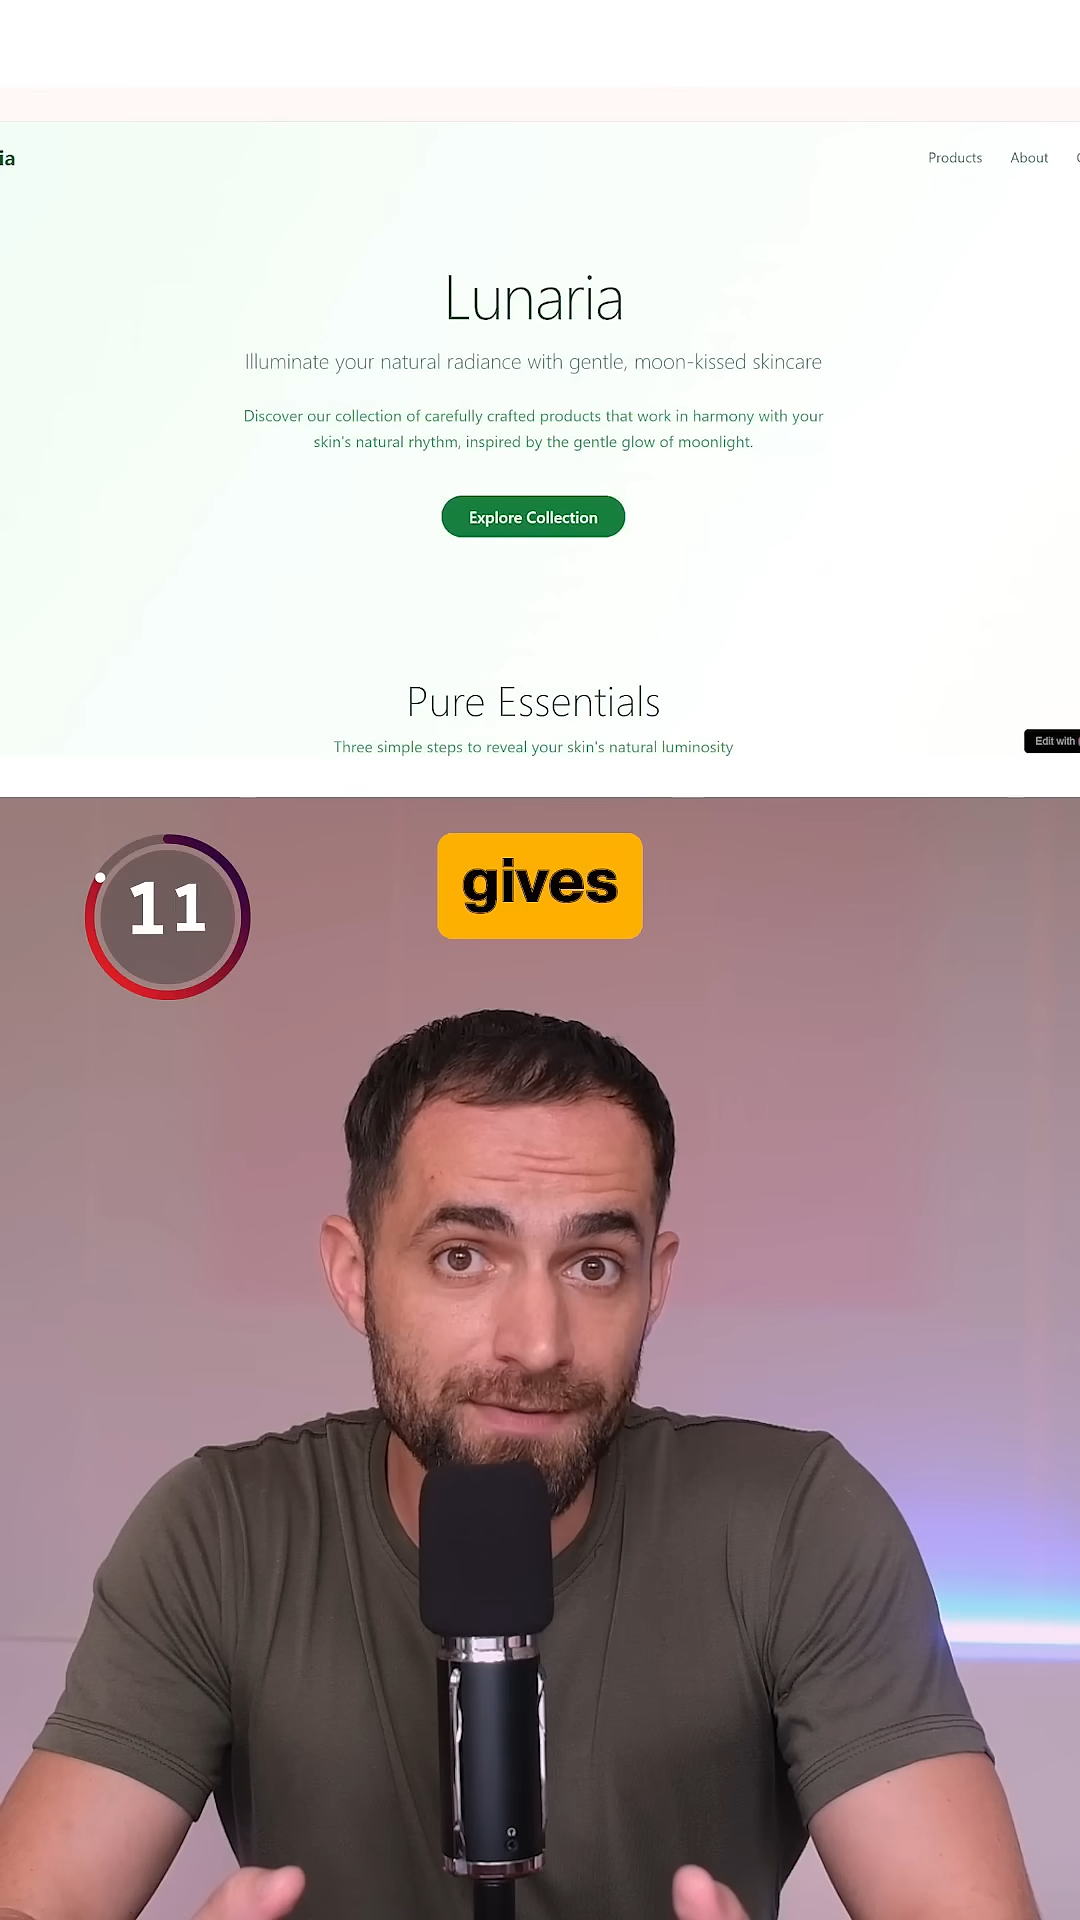 ia
Products About
Lunaria
Illuminate your natural radiance with gentle, moon-kissed skincare
Discover our collection of carefully crafted products that work in harmony with your
skin's natural rhythm, inspired by the gentle glow of moonlight.
Explore Collection
Pure Essentials
Three simple steps to reveal your skin's natural luminosity
Edit with
11
gives